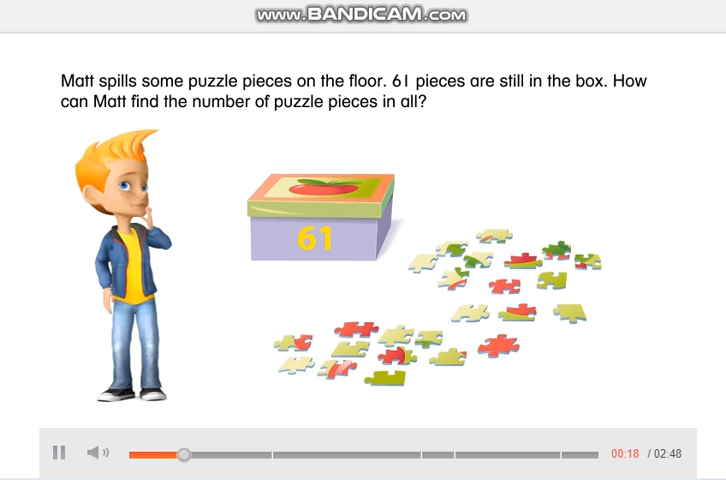 www.BANDICAM.com
Matt spills some puzzle pieces on the floor. 61 pieces are still in the box. How
can Matt find the number of puzzle pieces in all?
61
00:18 / 02:48